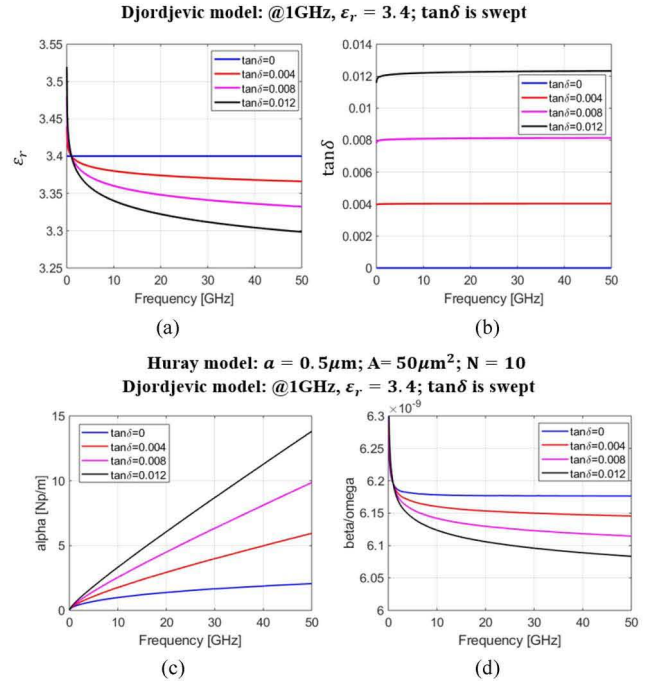 Djordjevic model: @1GHz, εr = 3.4; tanδ is swept
3.55
3.5
3.45
3.4
3.35
3.3
3.25
εr
tanδ=0
tanδ=0.004
tanδ=0.008
tanδ=0.012
0 10 20 30 40 50
Frequency [GHz]
(a)
0.014
0.012
0.01
0.008
0.006
0.004
0.002
0
tanδ
tanδ=0
tanδ=0.004
tanδ=0.008
tanδ=0.012
0 10 20 30 40 50
Frequency [GHz]
(b)
Huray model: a = 0.5μm; A= 50μm²; N = 10
Djordjevic model: @1GHz, εr = 3.4; tanδ is swept
15
10
5
0
alpha [Np/m]
tanδ=0
tanδ=0.004
tanδ=0.008
tanδ=0.012
0 10 20 30 40 50
Frequency [GHz]
(c)
×10⁻⁹
6.3
6.25
6.2
6.15
6.1
6.05
6
beta/omega
tanδ=0
tanδ=0.004
tanδ=0.008
tanδ=0.012
0 10 20 30 40 50
Frequency [GHz]
(d)